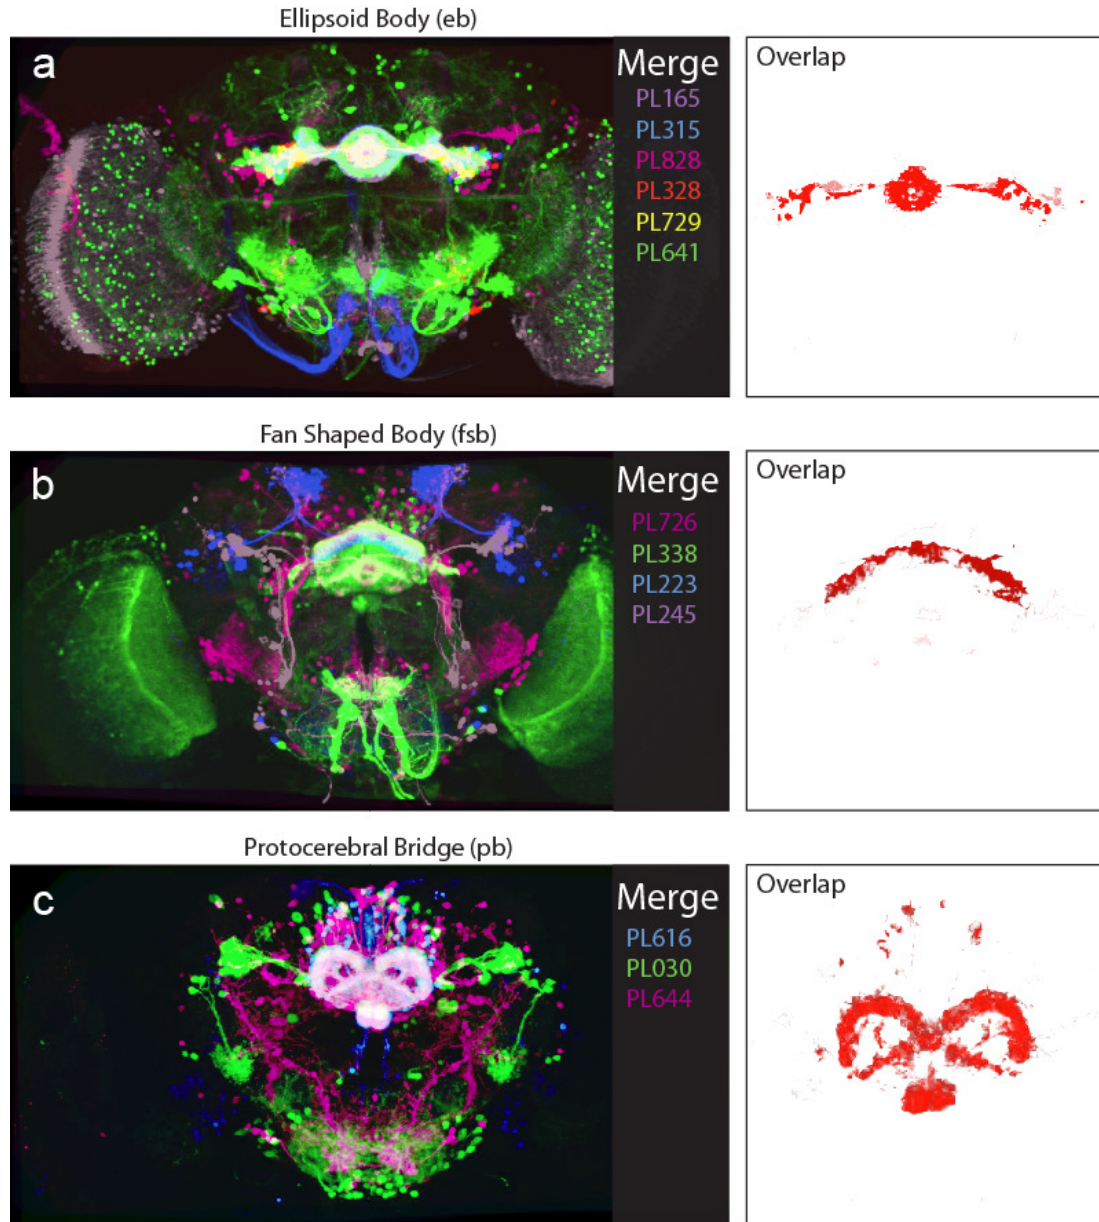 Ellipsoid Body (eb)
a
Merge
PL165
PL315
PL828
PL328
PL729
PL641
Overlap
Fan Shaped Body (fsb)
b
Merge
PL726
PL338
PL223
PL245
Overlap
Protocerebral Bridge (pb)
c
Merge
PL616
PL030
PL644
Overlap